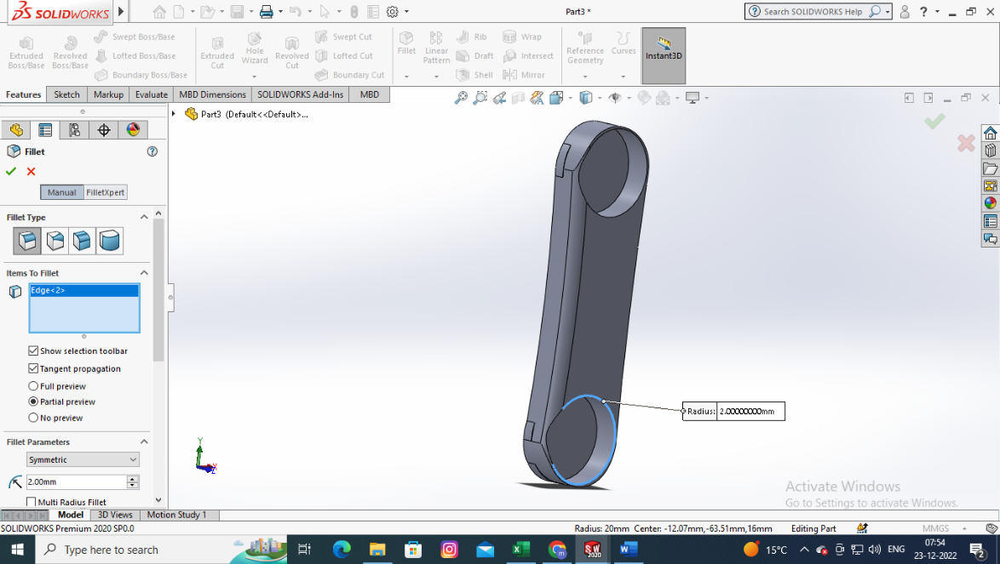 SOLIDWORKS
Part3 *
Search SOLIDWORKS Help
Extruded Boss/Base
Revolved Boss/Base
Swept Boss/Base
Lofted Boss/Base
Boundary Boss/Base
Extruded Cut
Hole Wizard
Revolved Cut
Swept Cut
Lofted Cut
Boundary Cut
Fillet
Linear Pattern
Rib
Draft
Shell
Wrap
Intersect
Mirror
Reference Geometry
Curves
Instant3D
Features Sketch Markup Evaluate MBD Dimensions SOLIDWORKS Add-Ins MBD
Part3 (Default<<Default>...
Fillet
Manual FilletXpert
Fillet Type
Items To Fillet
Edge<2>
Show selection toolbar
Tangent propagation
Full preview
Partial preview
No preview
Fillet Parameters
Symmetric
2.00mm
Multi Radius Fillet
Radius: 2.00000000mm
Y
X
Z
Activate Windows
Go to Settings to activate Windows.
Model 3D Views Motion Study 1
SOLIDWORKS Premium 2020 SP0.0
Radius: 20mm Center: -12.07mm,-63.51mm,16mm Editing Part MMGS
Type here to search
SW
2020
15°C
ENG
07:54
23-12-2022
2